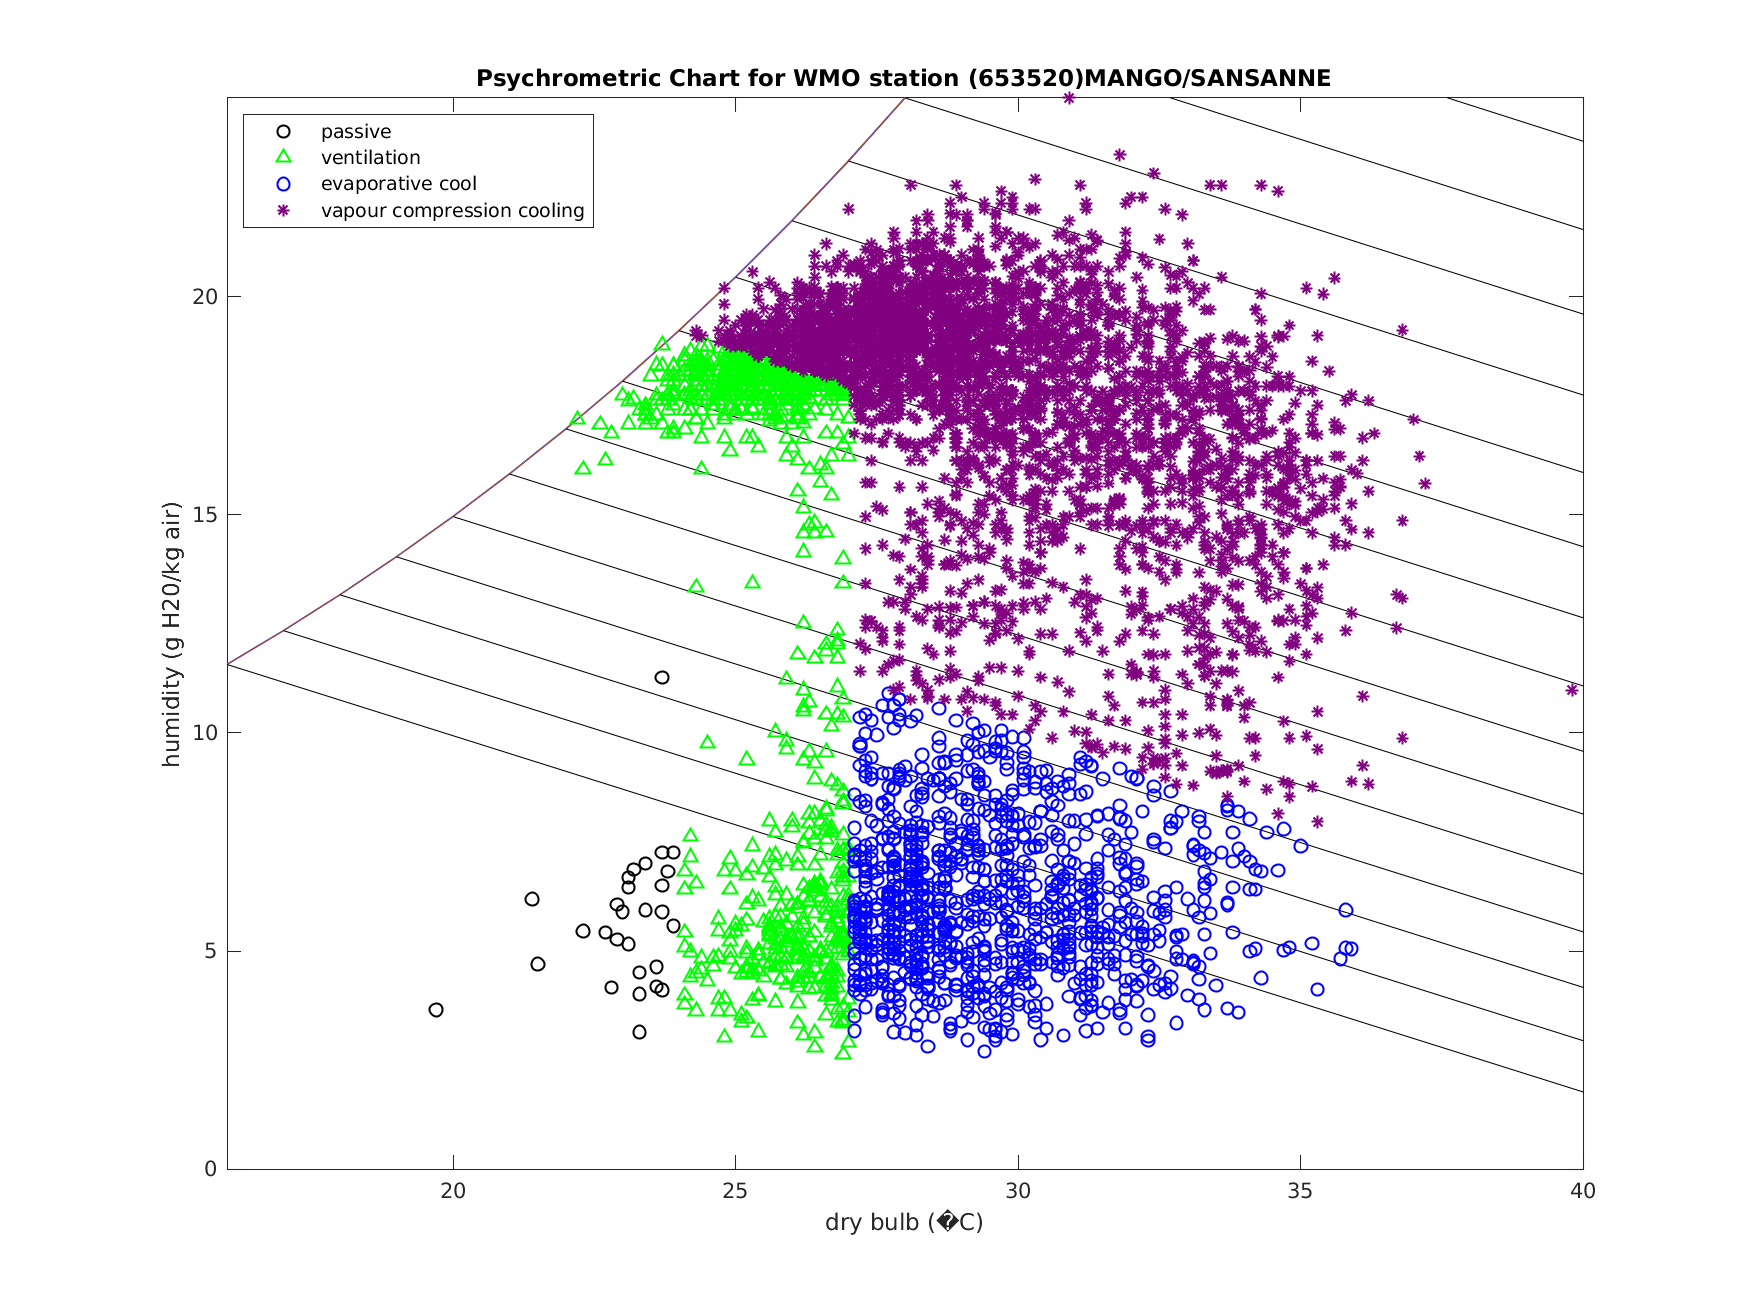 Psychrometric Chart for WMO station (653520)MANGO/SANSANNE
passive
ventilation
evaporative cool
vapour compression cooling
humidity (g H20/kg air)
20
15
10
5
0
20
25
30
35
40
dry bulb (�C)